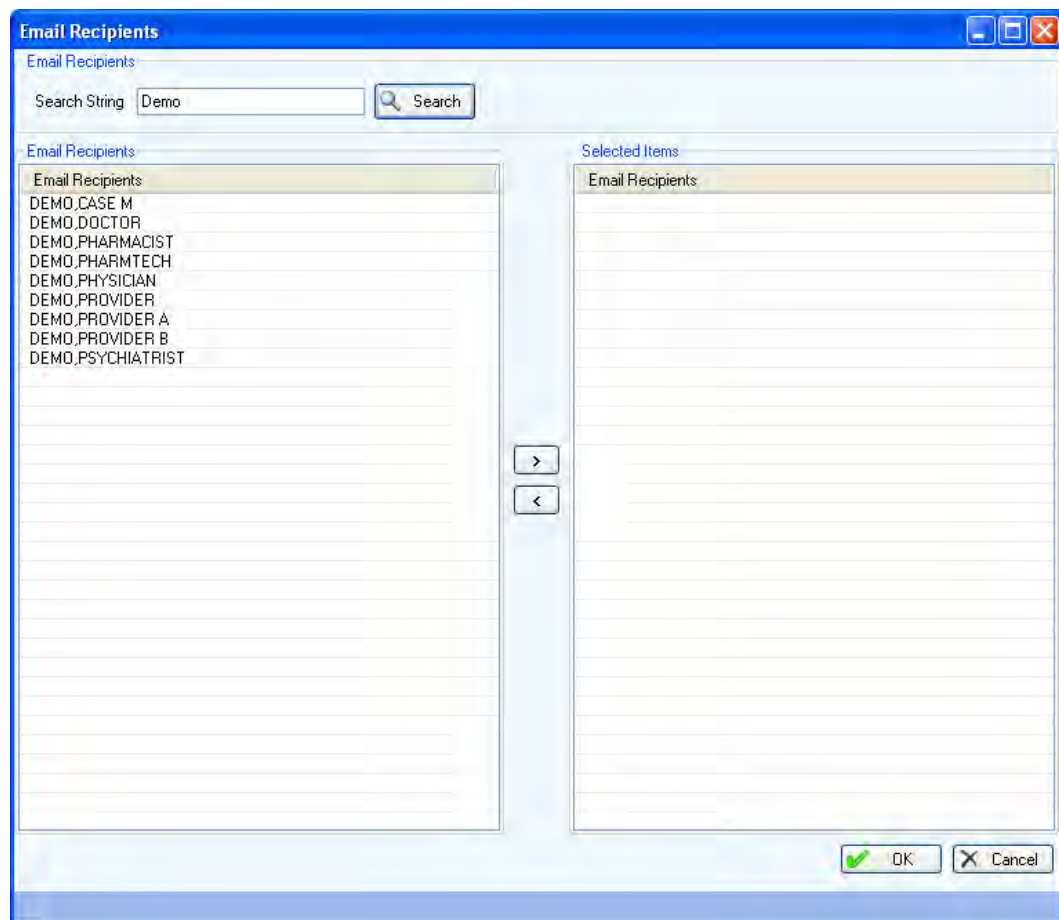 Email Recipients
Email Recipients
Search String Demo Search
Email Recipients
Email Recipients
DEMO,CASE M
DEMO,DOCTOR
DEMO,PHARMACIST
DEMO,PHARMTECH
DEMO,PHYSICIAN
DEMO,PROVIDER
DEMO,PROVIDER A
DEMO,PROVIDER B
DEMO,PSYCHIATRIST
>
<
Selected Items
Email Recipients
OK Cancel